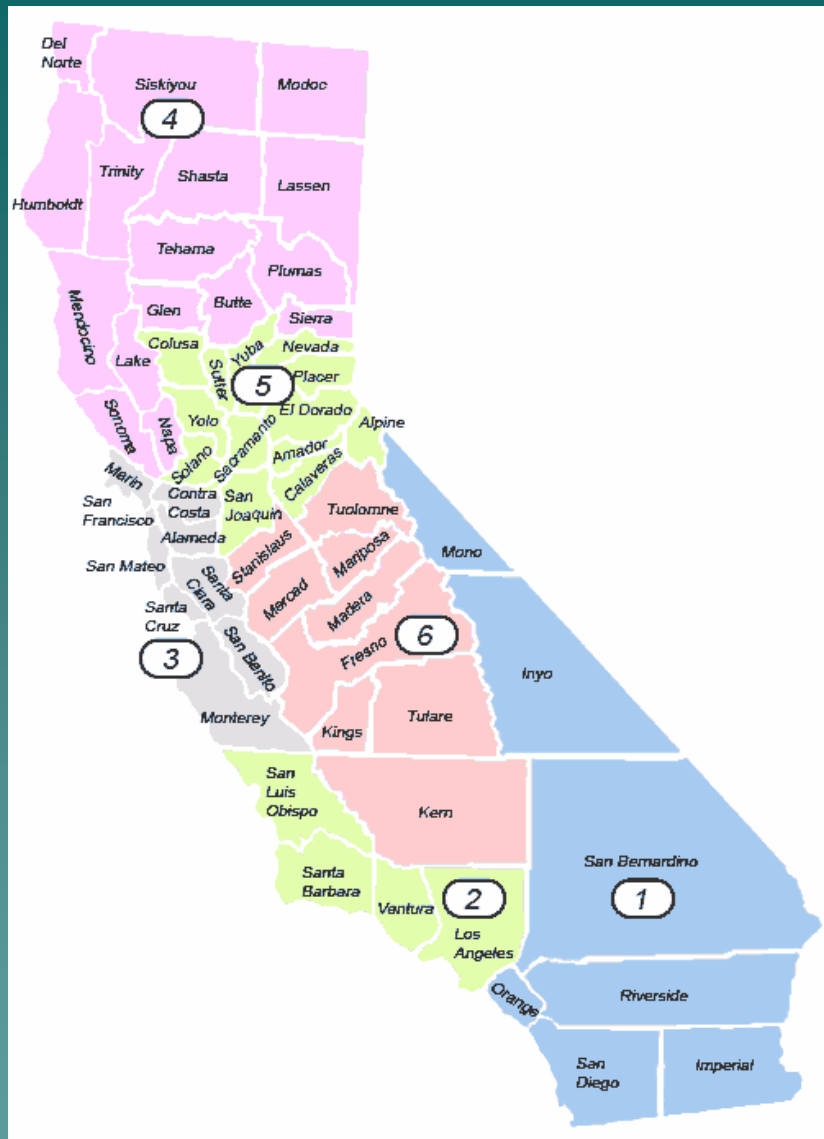 Del
Norte
Siskiyou
Modoc
4
Trinity
Shasta
Lassen
Humboldt
Tehama
Plumas
Mendocino
Glen
Butte
Sierra
Lake
Colusa
Sutter
Yuba
Nevada
5
Placer
Sonoma
Napa
Yolo
Sacramento
El Dorado
Alpine
Solano
Amador
Calaveras
Merin
San
Francisco
Contra
Costa
San
Joaquin
Tuolomne
Alameda
Stanislaus
Mariposa
Mono
San Mateo
Santa
Clara
Mercad
Madera
Santa
Cruz
3
San Benito
Fresno
6
Inyo
Monterey
Kings
Tulare
San
Luis
Obispo
Kern
San Bernardino
1
Santa
Barbara
Ventura
2
Los
Angeles
Orange
Riverside
San
Diego
Imperial